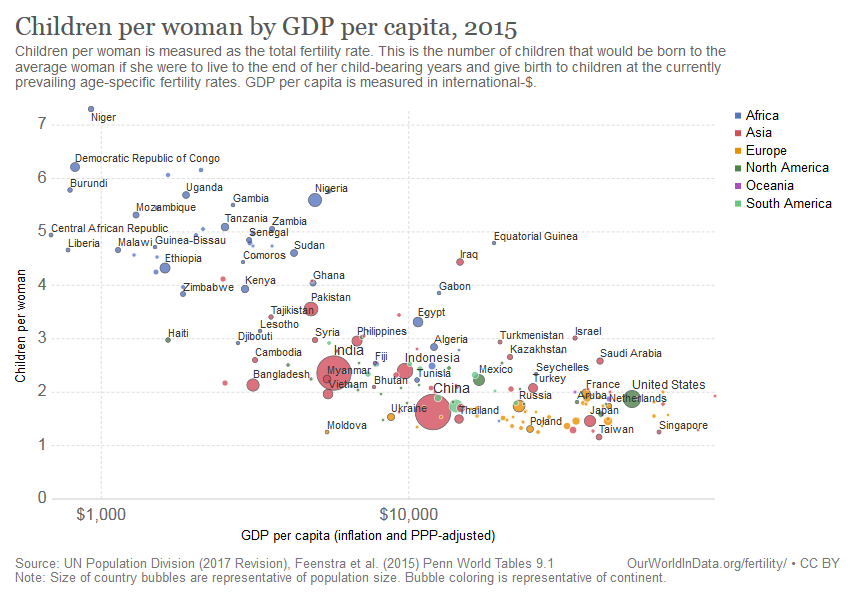 Children per woman by GDP per capita, 2015
Children per woman is measured as the total fertility rate. This is the number of children that would be born to the
average woman if she were to live to the end of her child-bearing years and give birth to children at the currently
prevailing age-specific fertility rates. GDP per capita is measured in international-$.
7
Niger
Africa
Asia
Europe
North America
Oceania
South America
Democratic Republic of Congo
6
Burundi
Uganda
Nigeria
Gambia
Mozambique
Tanzania
Zambia
5
Central African Republic
Senegal
Equatorial Guinea
Liberia
Malawi
Guinea-Bissau
Sudan
Comoros
Iraq
Ethiopia
4
Zimbabwe
Kenya
Ghana
Gabon
Pakistan
Tajikistan
Egypt
Lesotho
3
Haiti
Djibouti
Syria
Philippines
Algeria
Turkmenistan
Israel
Cambodia
India
Fiji
Indonesia
Kazakhstan
Saudi Arabia
Bangladesh
Myanmar
Bhutan
Tunisia
Mexico
Seychelles
Turkey
Vietnam
2
China
Russia
France
United States
Aruba
Netherlands
Ukraine
Thailand
Japan
Moldova
Poland
Taiwan
Singapore
1
0
Children per woman
$1,000
$10,000
GDP per capita (inflation and PPP-adjusted)
Source: UN Population Division (2017 Revision), Feenstra et al. (2015) Penn World Tables 9.1
OurWorldInData.org/fertility/ • CC BY
Note: Size of country bubbles are representative of population size. Bubble coloring is representative of continent.